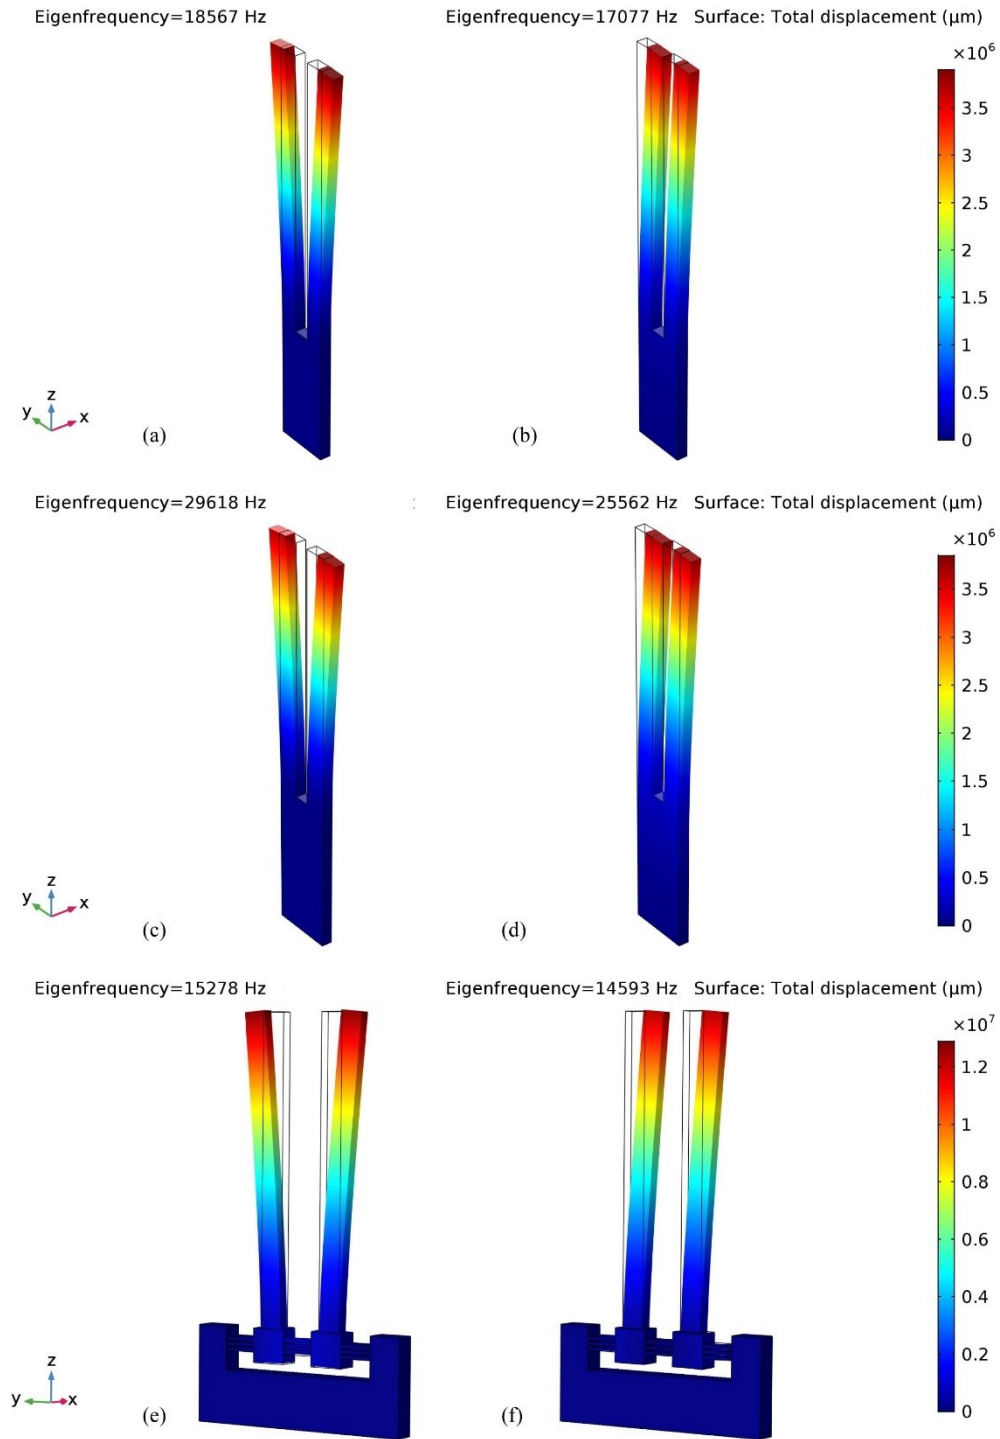 Eigenfrequency=18567 Hz
Eigenfrequency=17077 Hz Surface: Total displacement (μm)
×10⁶
3.5
3
2.5
2
1.5
1
0.5
0
z
y
x
(a)
(b)
Eigenfrequency=29618 Hz
Eigenfrequency=25562 Hz Surface: Total displacement (μm)
×10⁶
3.5
3
2.5
2
1.5
1
0.5
0
z
y
x
(c)
(d)
Eigenfrequency=15278 Hz
Eigenfrequency=14593 Hz Surface: Total displacement (μm)
×10⁷
1.2
1
0.8
0.6
0.4
0.2
0
z
y
x
(e)
(f)